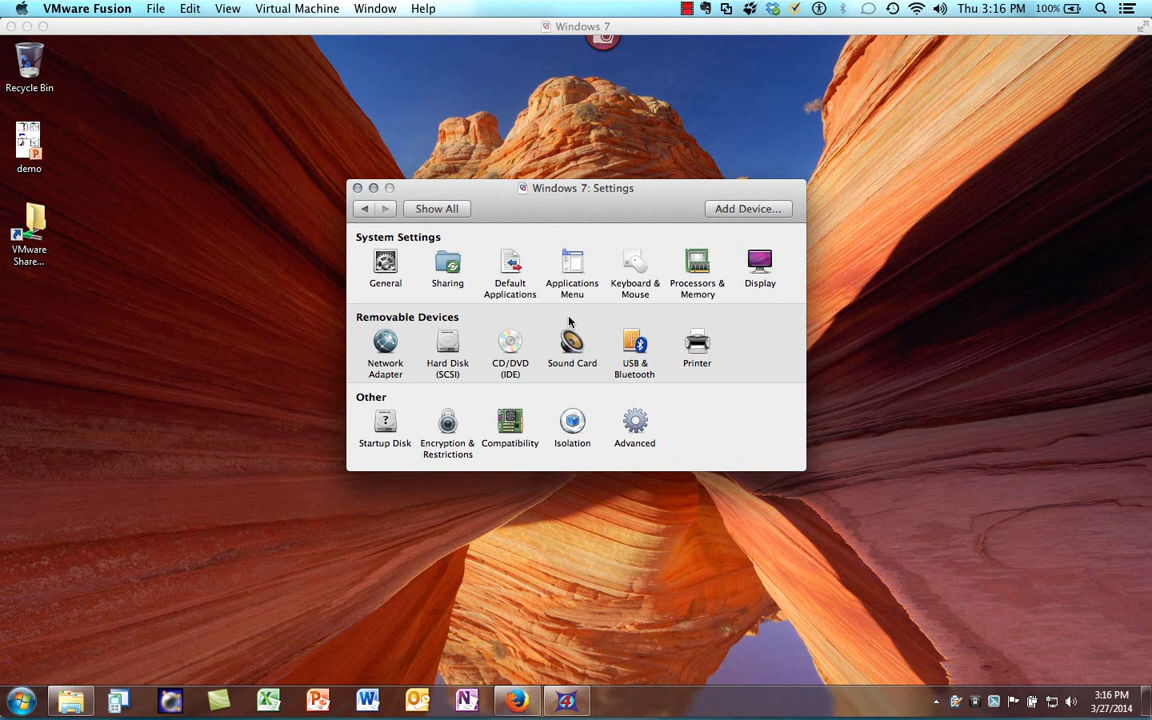 VMware Fusion File Edit View Virtual Machine Window Help Thu 3:16 PM 100%
Windows 7
Recycle Bin
demo
VMware
Share...
Windows 7: Settings
Show All Add Device...
System Settings
General Sharing Default Applications Applications Menu Keyboard & Mouse Processors & Memory Display
Removable Devices
Network Adapter Hard Disk (SCSI) CD/DVD (IDE) Sound Card USB & Bluetooth Printer
Other
Startup Disk Encryption & Restrictions Compatibility Isolation Advanced
3:16 PM
3/27/2014